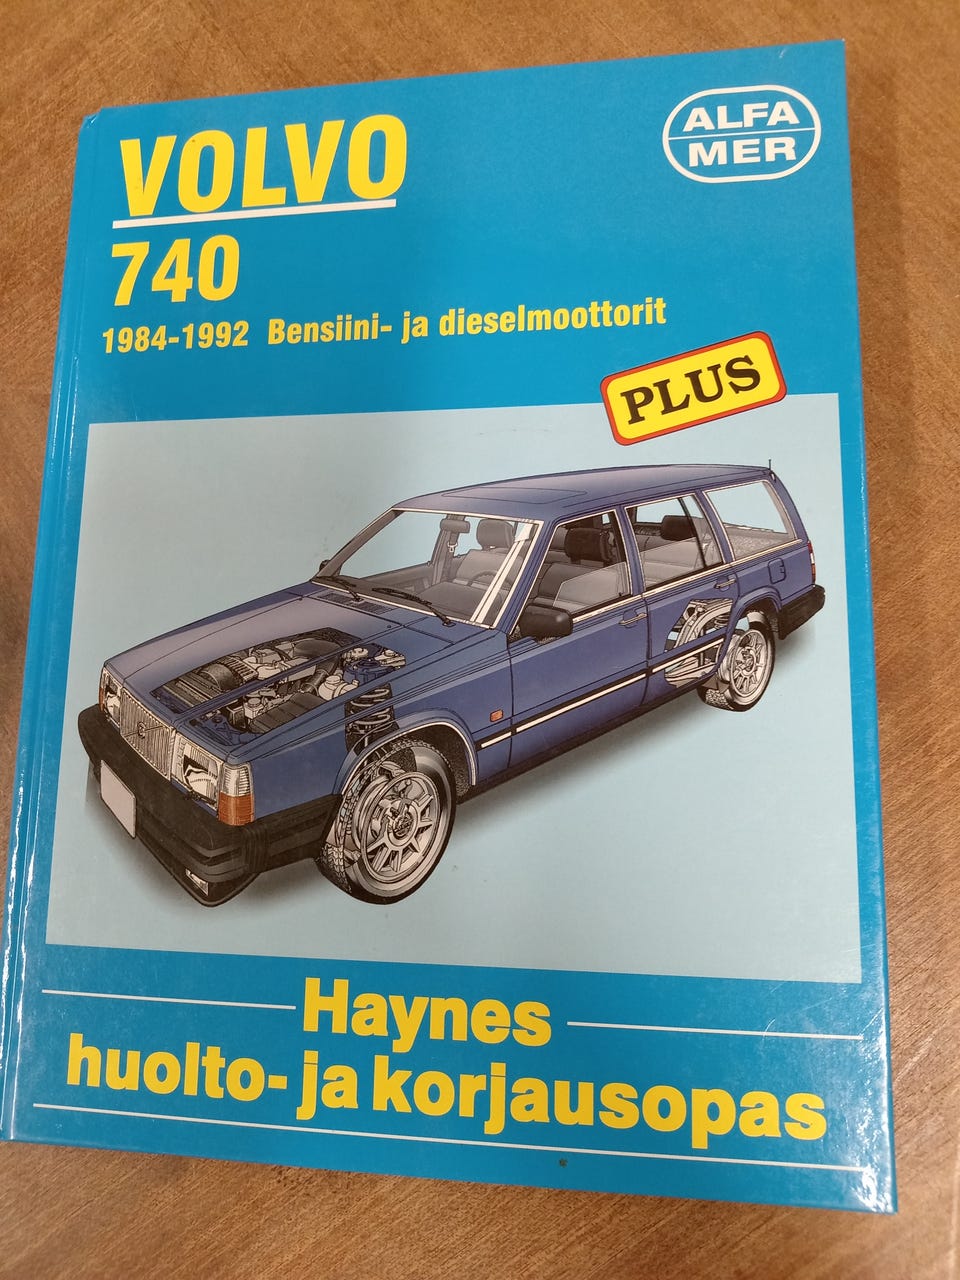 VOLVO
ALFA
MER
740
1984-1992 Bensiini- ja dieselmoottorit
PLUS
Haynes
huolto- ja korjausopas